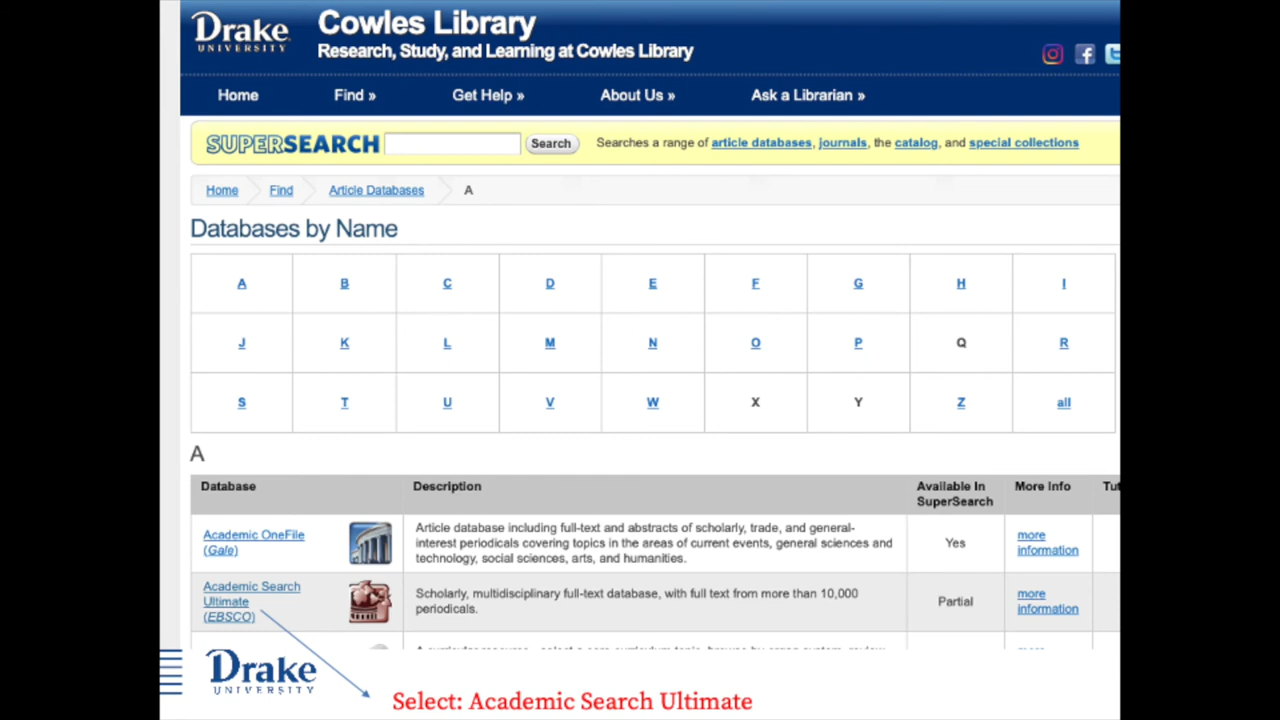 Drake
UNIVERSITY
Cowles Library
Research, Study, and Learning at Cowles Library
Home Find » Get Help » About Us » Ask a Librarian »
SUPERSEARCH Search Searches a range of article databases, journals, the catalog, and special collections
Home Find Article Databases A
Databases by Name
A B C D E F G H I
J K L M N O P Q R
S T U V W X Y Z all
A
Database Description Available In SuperSearch More Info Tut
Academic OneFile
(Gale)
Article database including full-text and abstracts of scholarly, trade, and general-
interest periodicals covering topics in the areas of current events, general sciences and
technology, social sciences, arts, and humanities.
Yes
more
information
Academic Search
Ultimate
(EBSCO)
Scholarly, multidisciplinary full-text database, with full text from more than 10,000
periodicals.
Partial
more
information
Drake
UNIVERSITY
Select: Academic Search Ultimate